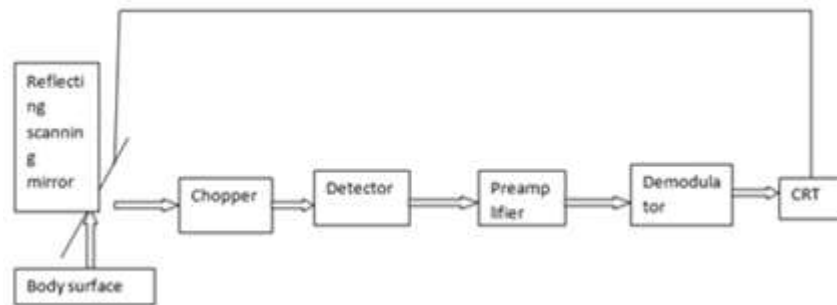 Reflecti
ng
scannin
g
mirror
Chopper
Detector
Preamp
lifier
Demodula
tor
CRT
Body surface